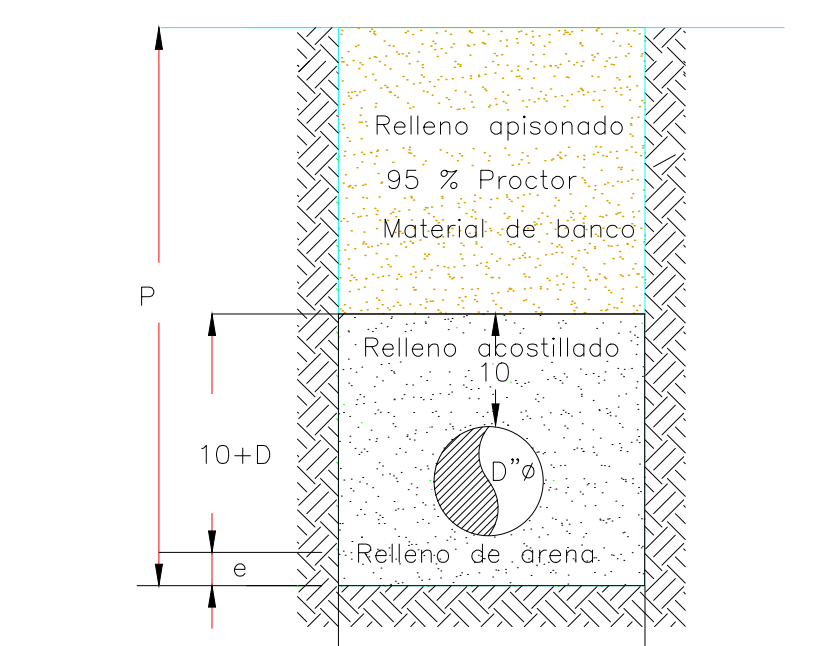 Relleno apisonado
95 % Proctor
Material de banco
P
Relleno acostillado
10
10+D
D"ø
Relleno de arena
e